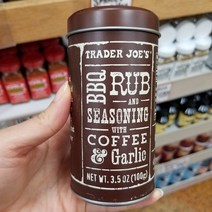 TRADER JOE'S
BBQ RUB
AND
SEASONING
WITH
COFFEE
& Garlic
NET WT. 3.5 OZ (100g)